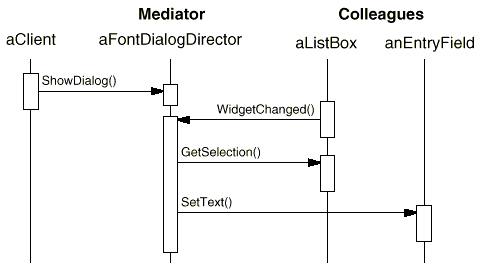 Mediator Colleagues
aClient aFontDialogDirector aListBox anEntryField
ShowDialog()
WidgetChanged()
GetSelection()
SetText()